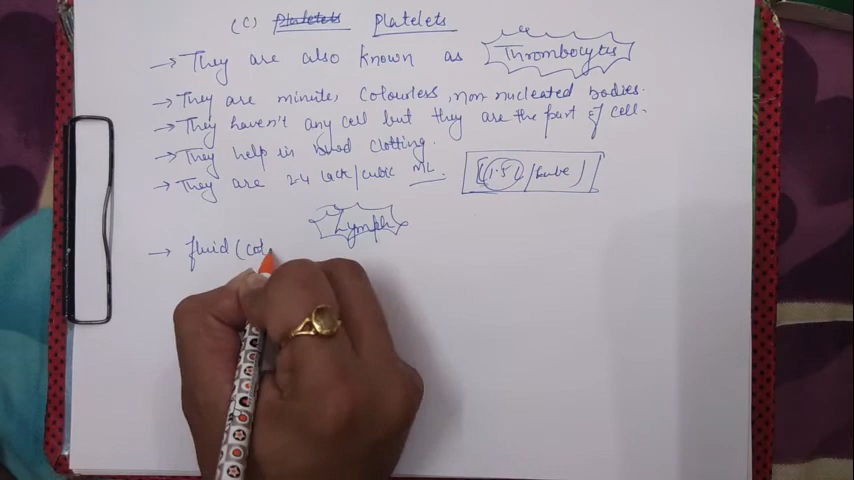 (C) Platelets Platelets
→ They are also known as Thrombocytes
→ They are minute, colourless, non nucleated bodies.
→ They haven't any cell but they are the part of cell.
→ They help in blood clotting.
→ They are 2-4 lack/cubic ML.
Lymph
→ fluid (col